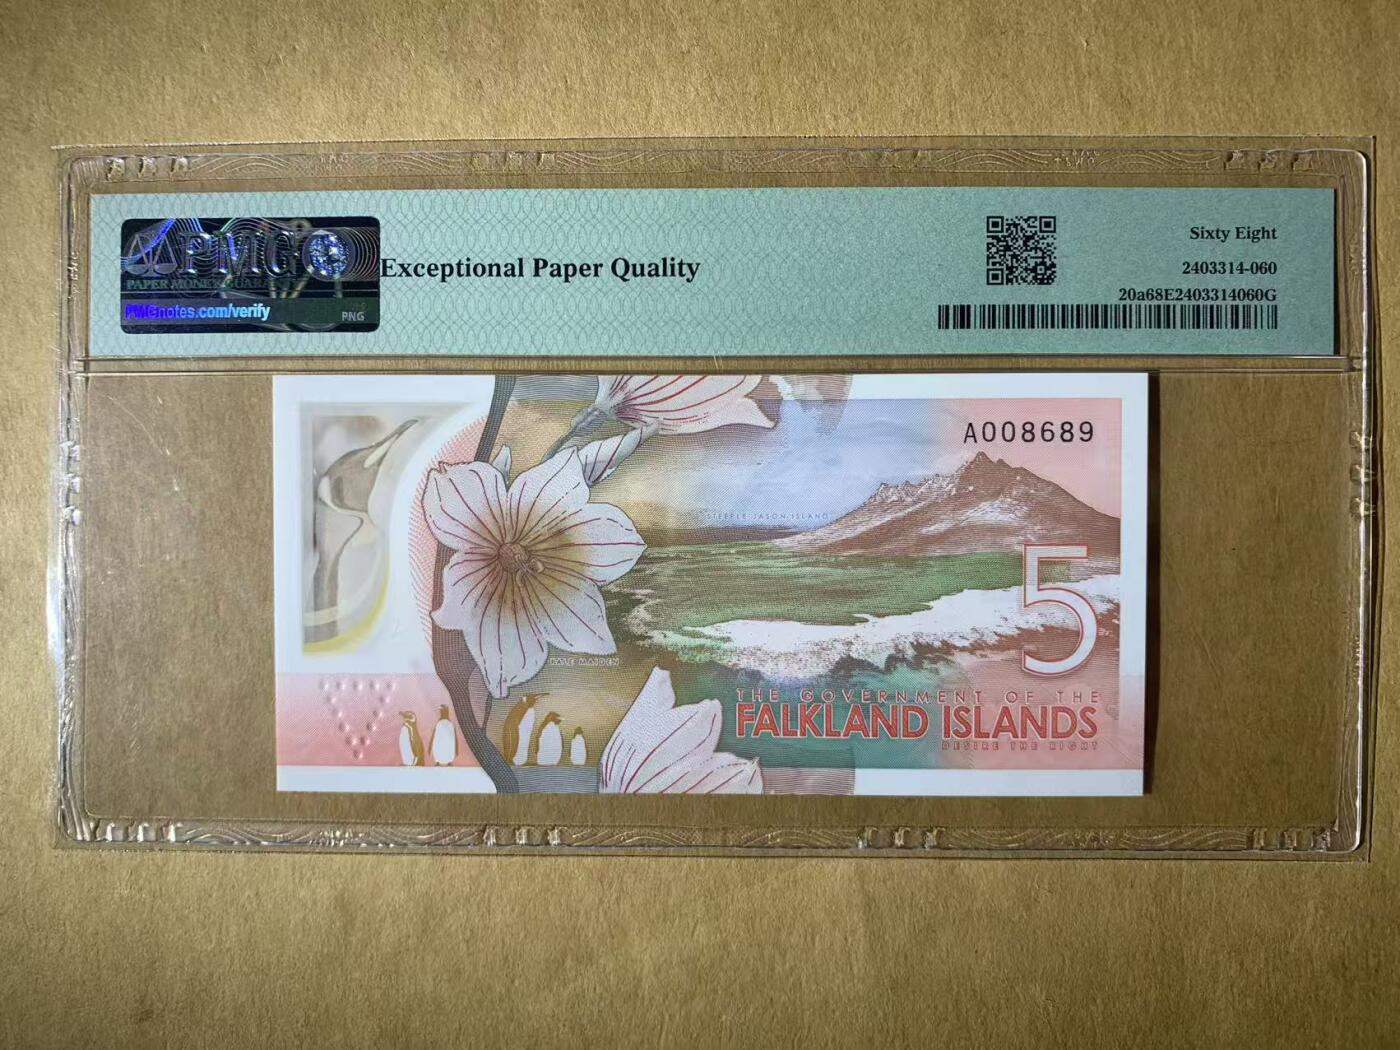 PMG
PAPER MONEY GUARANTY
PMGnotes.com/verify
PNG
Exceptional Paper Quality
Sixty Eight
2403314-060
20a68E2403314060G
A008689
STEEPLE JASON ISLAND
5
PALE MAIDEN
THE GOVERNMENT OF THE
FALKLAND ISLANDS
DESIRE THE RIGHT